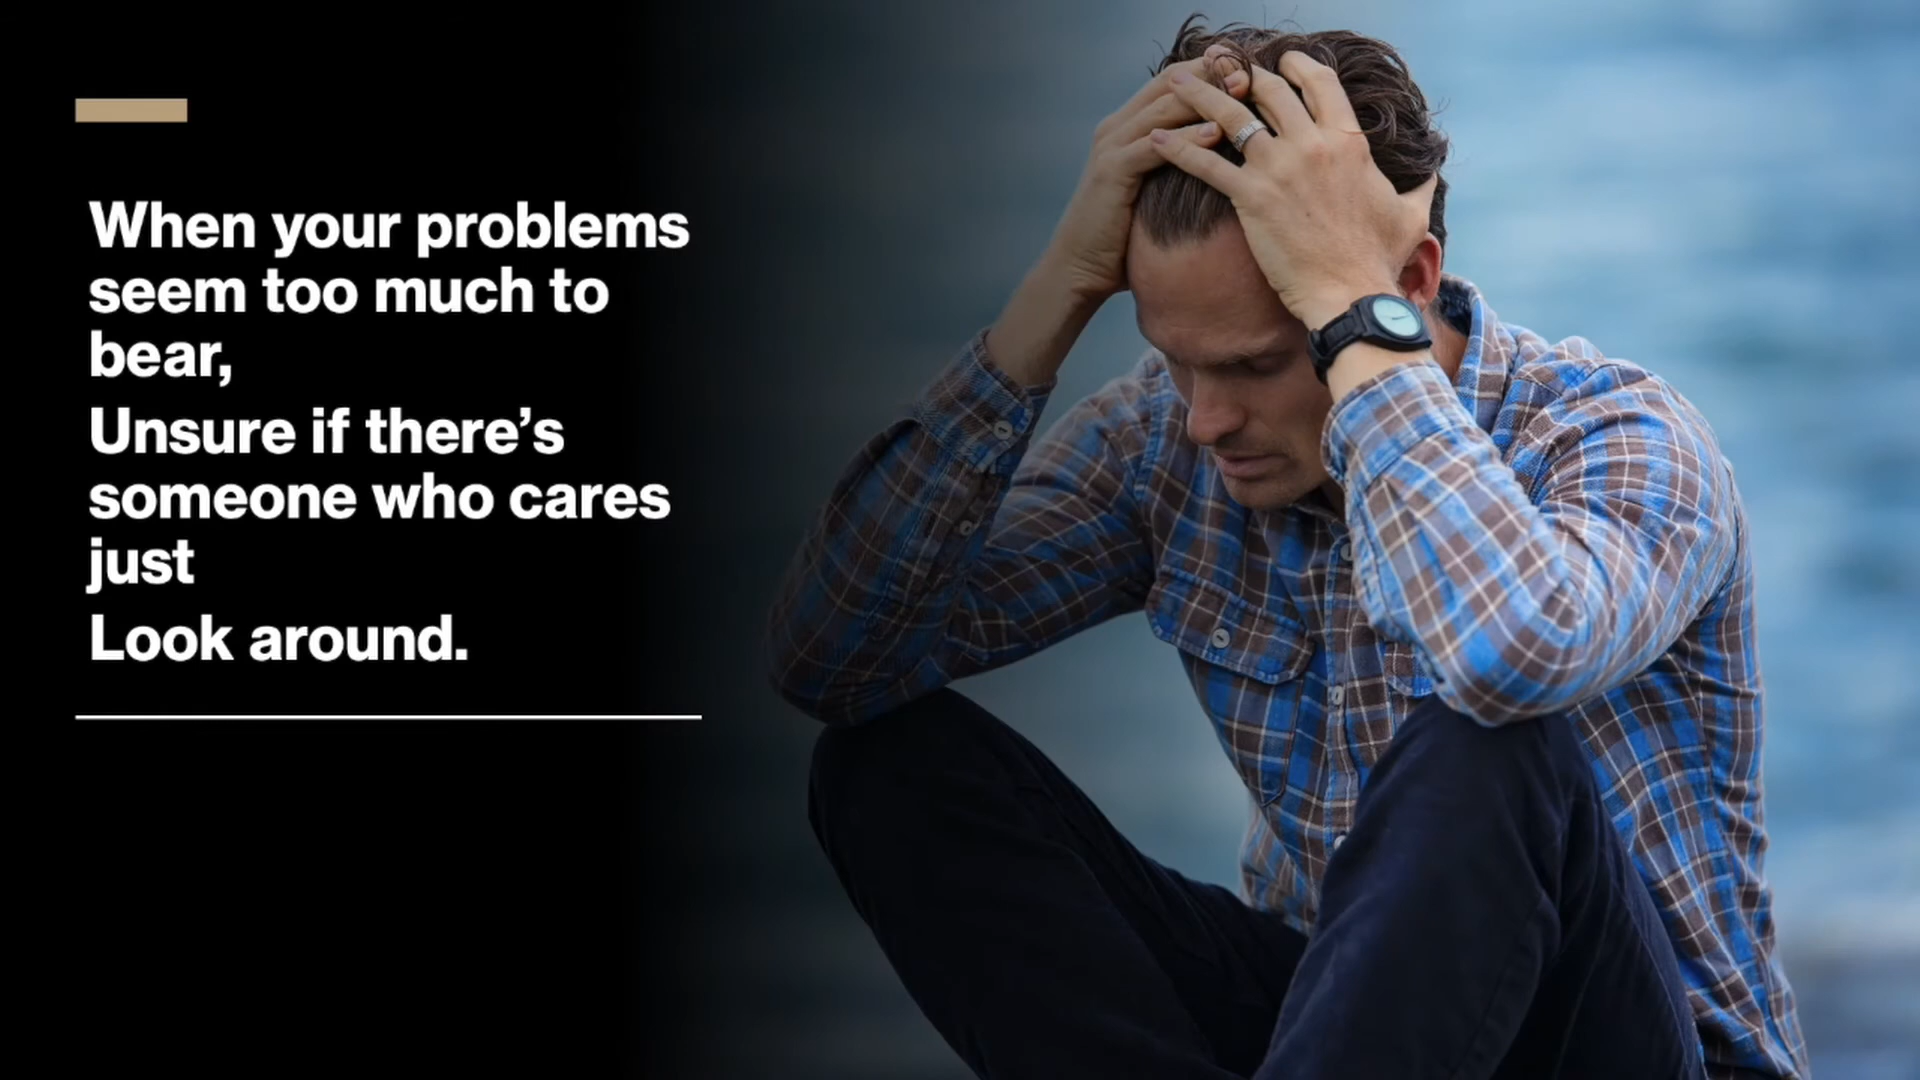 When your problems
seem too much to
bear,
Unsure if there’s
someone who cares
just
Look around.